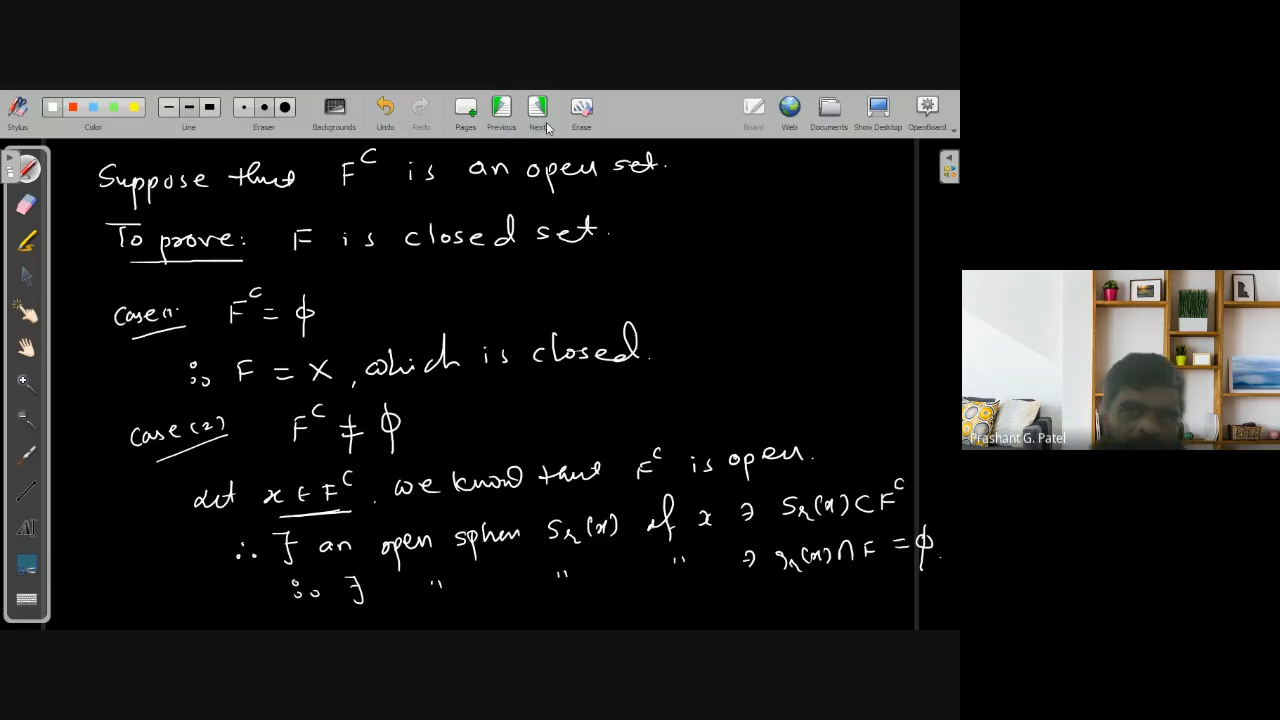 Stylus
Color
Line
Eraser
Backgrounds
Undo
Redo
Pages
Previous
Next
Erase
Board
Web
Documents
Show Desktop
OpenBoard
Suppose that F^C is an open set.
To prove: F is closed set.
Case(1). F^C = ϕ
∴ F = X, which is closed.
Case(2) F^C ≠ ϕ
Let x ∈ F^C. we know that F^C is open.
∴ ∃ an open sphere S_r(x) of x ∋ S_r(x) ⊂ F^C
∴ ∃ " " " ∋ S_r(x) ∩ F = ϕ.
Prashant G. Patel